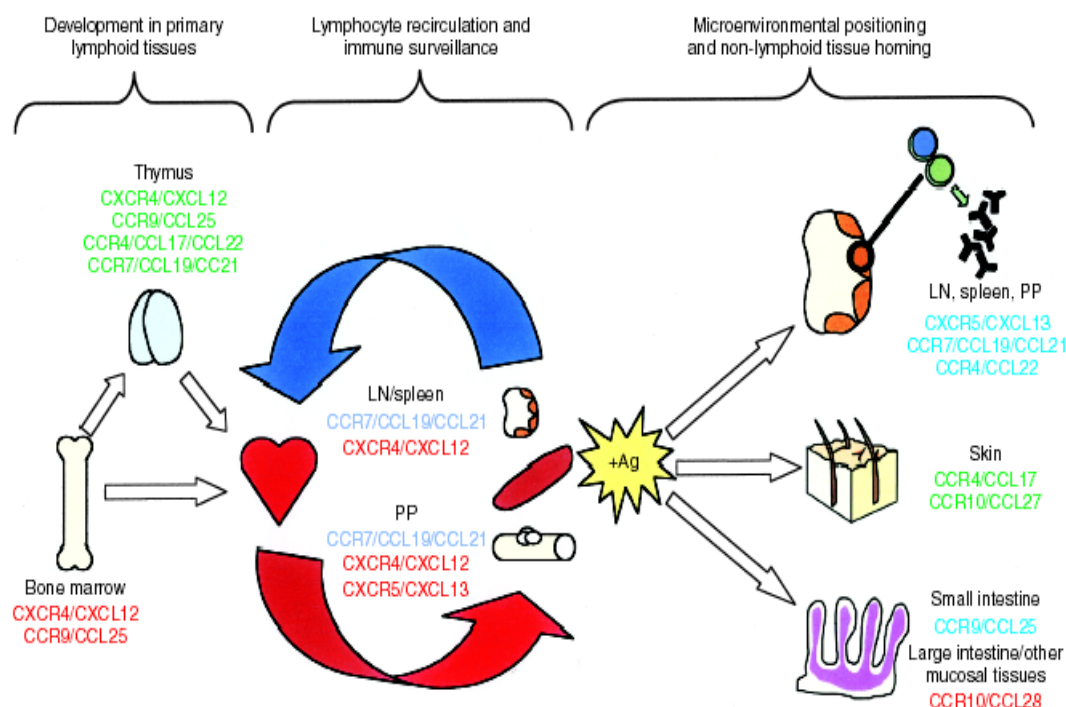 Development in primary
lymphoid tissues
Lymphocyte recirculation and
immune surveillance
Microenvironmental positioning
and non-lymphoid tissue homing
Thymus
CXCR4/CXCL12
CCR9/CCL25
CCR4/CCL17/CCL22
CCR7/CCL19/CC21
Bone marrow
CXCR4/CXCL12
CCR9/CCL25
LN/spleen
CCR7/CCL19/CCL21
CXCR4/CXCL12
PP
CCR7/CCL19/CCL21
CXCR4/CXCL12
CXCR5/CXCL13
+Ag
LN, spleen, PP
CXCR5/CXCL13
CCR7/CCL19/CCL21
CCR4/CCL22
Skin
CCR4/CCL17
CCR10/CCL27
Small intestine
CCR9/CCL25
Large intestine/other
mucosal tissues
CCR10/CCL28